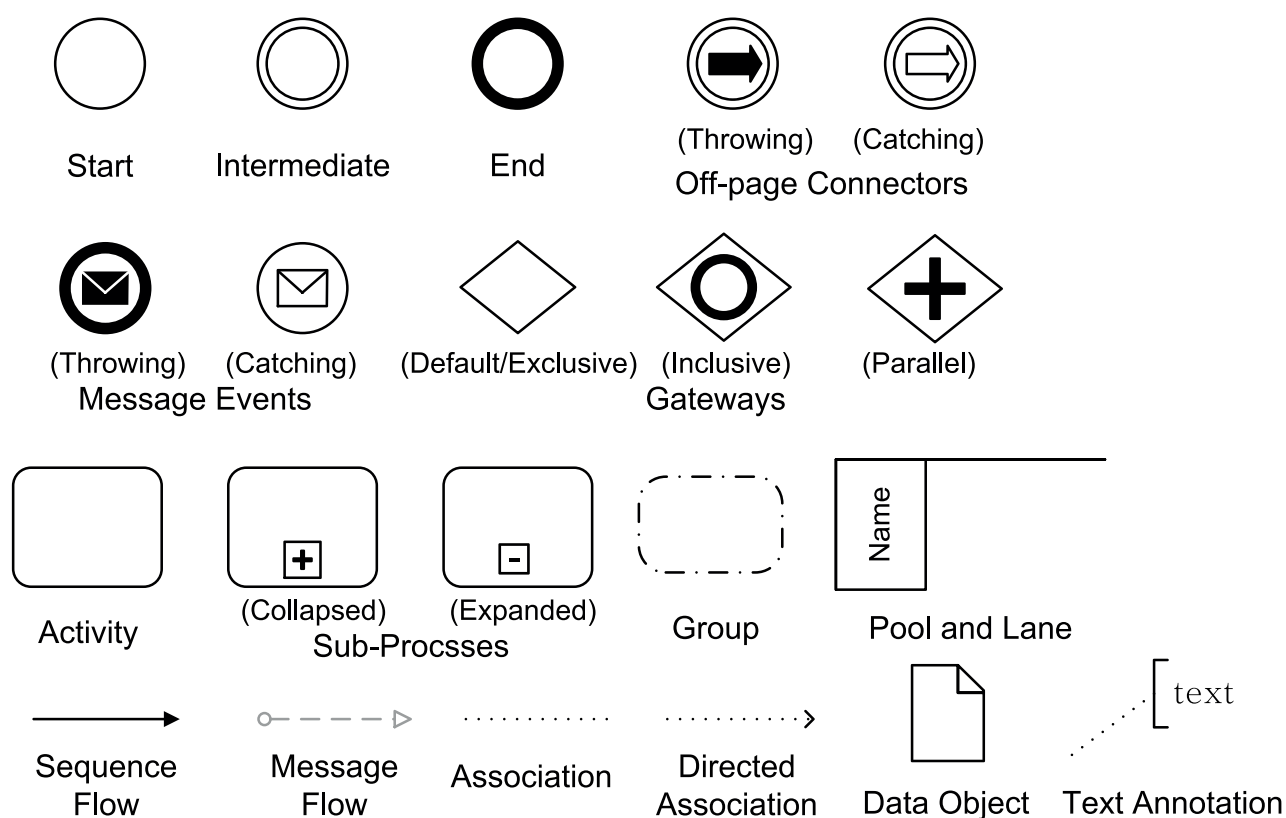 (Throwing) (Catching)
Start Intermediate End
Off-page Connectors
(Throwing) (Catching) (Default/Exclusive) (Inclusive) (Parallel)
Message Events Gateways
Name
(Collapsed) (Expanded)
Activity Sub-Procsses Group Pool and Lane
text
Sequence Message Association Directed
Flow Flow Association Data Object Text Annotation